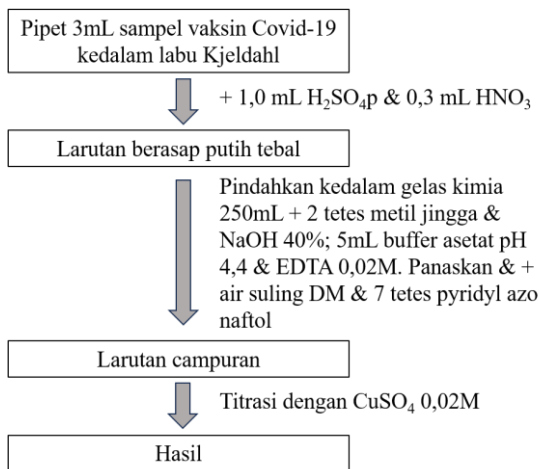 Pipet 3mL sampel vaksin Covid-19
kedalam labu Kjeldahl
+ 1,0 mL H₂SO₄p & 0,3 mL HNO₃
Larutan berasap putih tebal
Pindahkan kedalam gelas kimia
250mL + 2 tetes metil jingga &
NaOH 40%; 5mL buffer asetat pH
4,4 & EDTA 0,02M. Panaskan & +
air suling DM & 7 tetes pyridyl azo
naftol
Larutan campuran
Titrasi dengan CuSO₄ 0,02M
Hasil